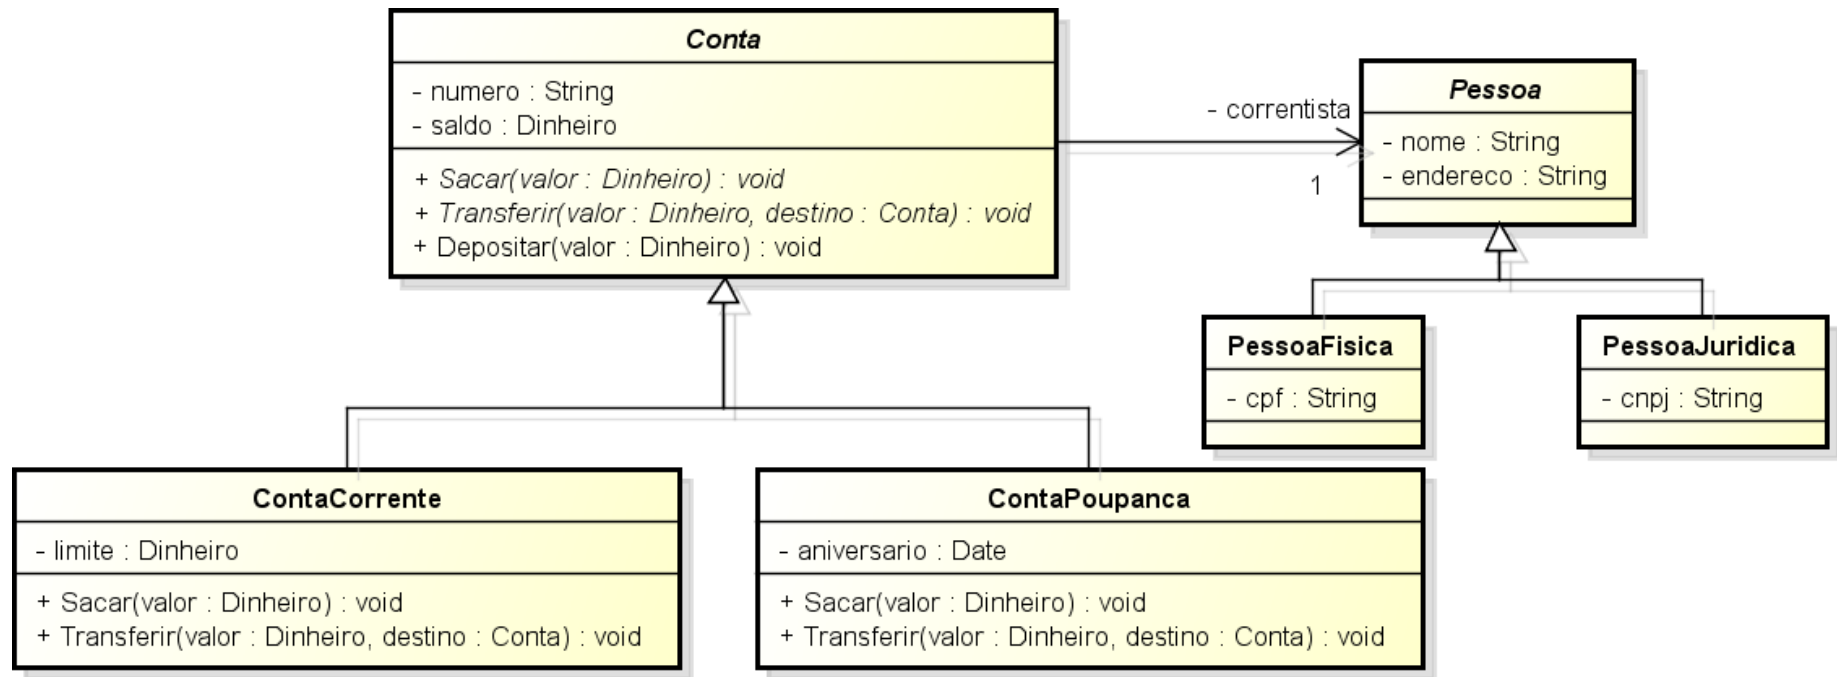 Conta
- numero : String
- saldo : Dinheiro
+ Sacar(valor : Dinheiro) : void
+ Transferir(valor : Dinheiro, destino : Conta) : void
+ Depositar(valor : Dinheiro) : void
- correntista
1
Pessoa
- nome : String
- endereco : String
PessoaFisica
- cpf : String
PessoaJuridica
- cnpj : String
ContaCorrente
- limite : Dinheiro
+ Sacar(valor : Dinheiro) : void
+ Transferir(valor : Dinheiro, destino : Conta) : void
ContaPoupanca
- aniversario : Date
+ Sacar(valor : Dinheiro) : void
+ Transferir(valor : Dinheiro, destino : Conta) : void